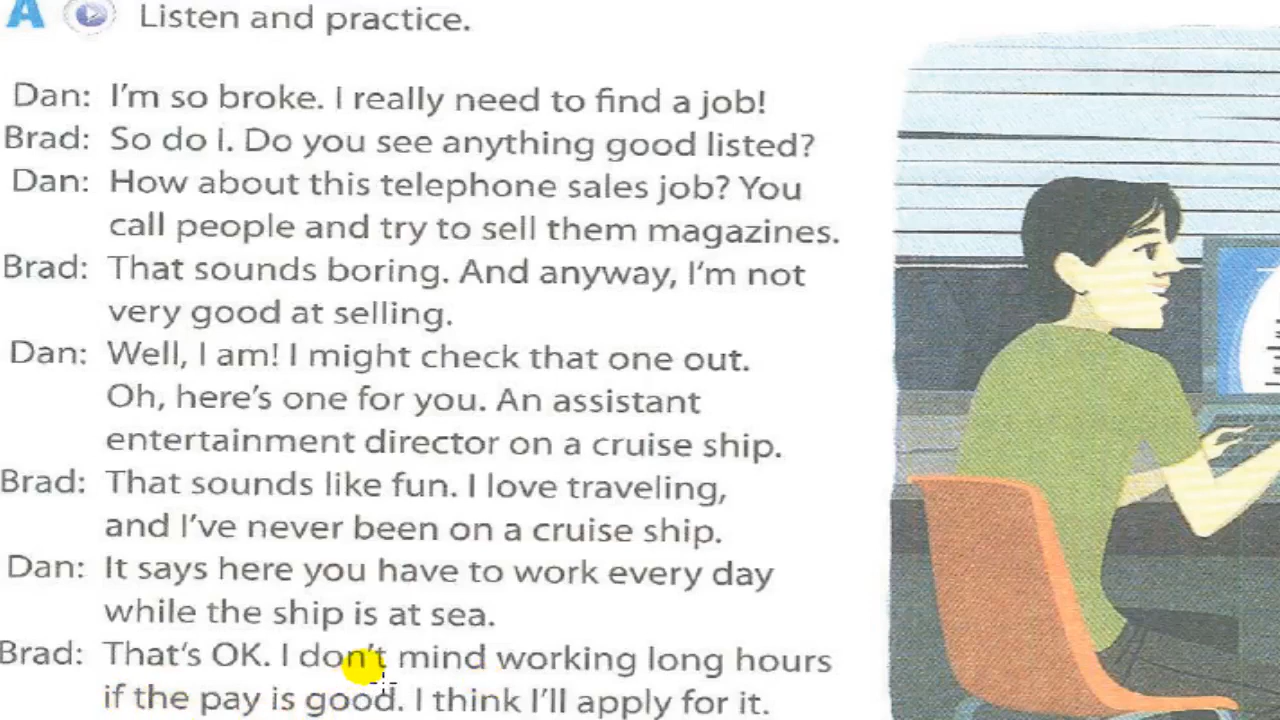 A Listen and practice.
Dan: I'm so broke. I really need to find a job!
Brad: So do I. Do you see anything good listed?
Dan: How about this telephone sales job? You
call people and try to sell them magazines.
Brad: That sounds boring. And anyway, I'm not
very good at selling.
Dan: Well, I am! I might check that one out.
Oh, here's one for you. An assistant
entertainment director on a cruise ship.
Brad: That sounds like fun. I love traveling,
and I've never been on a cruise ship.
Dan: It says here you have to work every day
while the ship is at sea.
Brad: That's OK. I don't mind working long hours
if the pay is good. I think I'll apply for it.